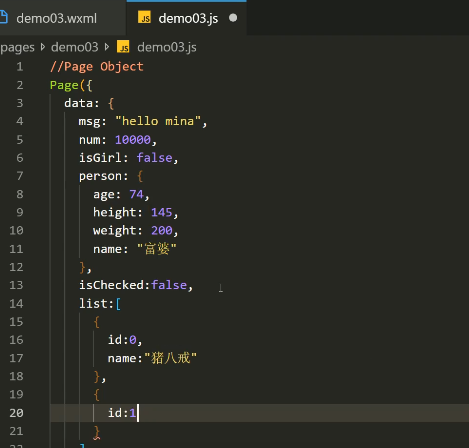 demo03.wxml
JS demo03.js
pages demo03 JS demo03.js
1 //Page Object
2 Page({
3 data: {
4 msg: "hello mina",
5 num: 10000,
6 isGirl: false,
7 person: {
8 age: 74,
9 height: 145,
10 weight: 200,
11 name: "富婆"
12 },
13 isChecked:false,
14 list:[
15 {
16 id:0,
17 name:"猪八戒"
18 },
19 {
20 id:1
21 }